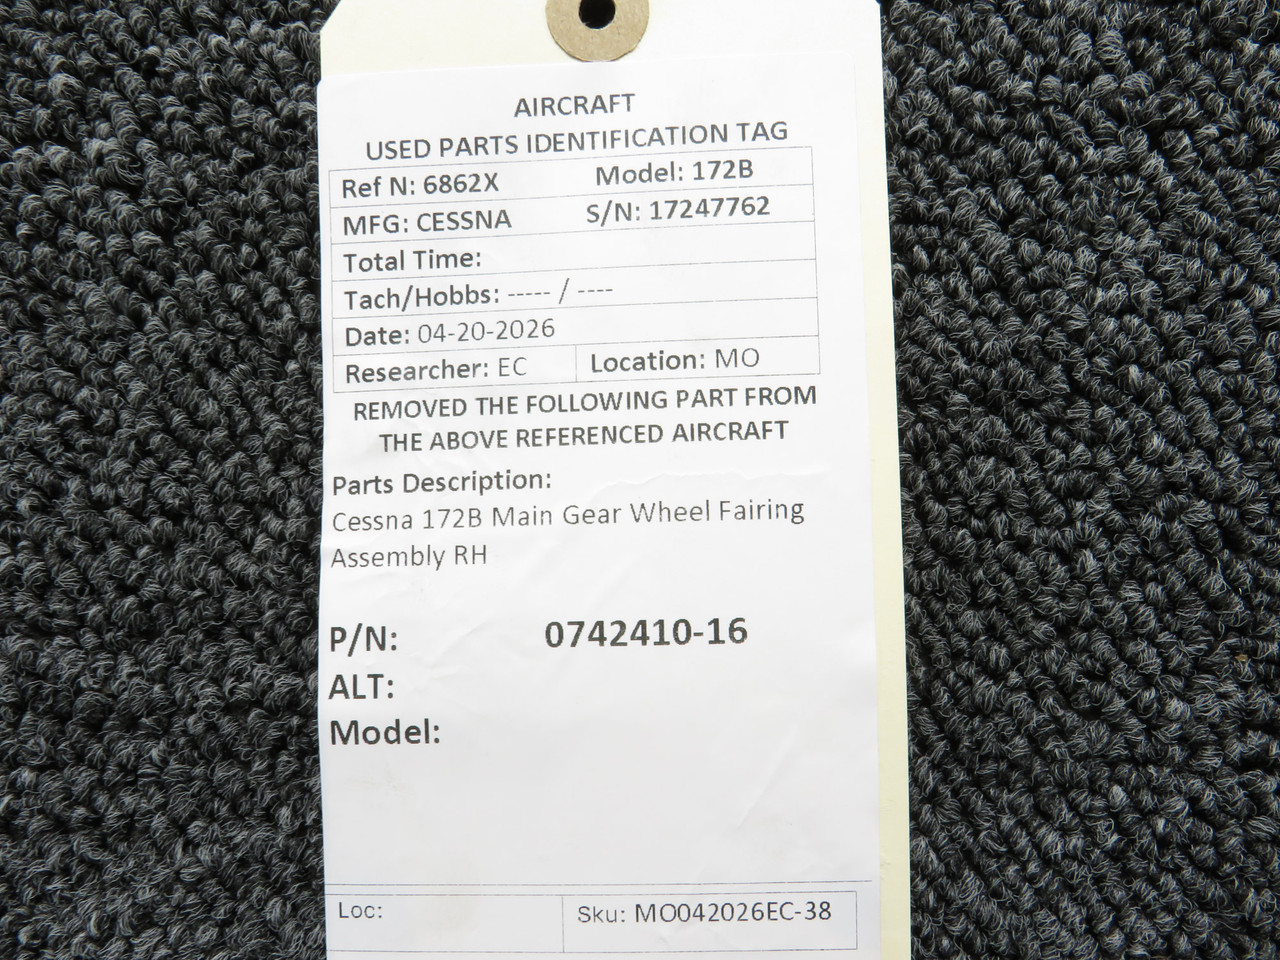 AIRCRAFT
USED PARTS IDENTIFICATION TAG
Ref N: 6862X Model: 172B
MFG: CESSNA S/N: 17247762
Total Time:
Tach/Hobbs: ----- / ----
Date: 04-20-2026
Researcher: EC Location: MO
REMOVED THE FOLLOWING PART FROM
THE ABOVE REFERENCED AIRCRAFT
Parts Description:
Cessna 172B Main Gear Wheel Fairing
Assembly RH
P/N: 0742410-16
ALT:
Model:
Loc: Sku: MO042026EC-38